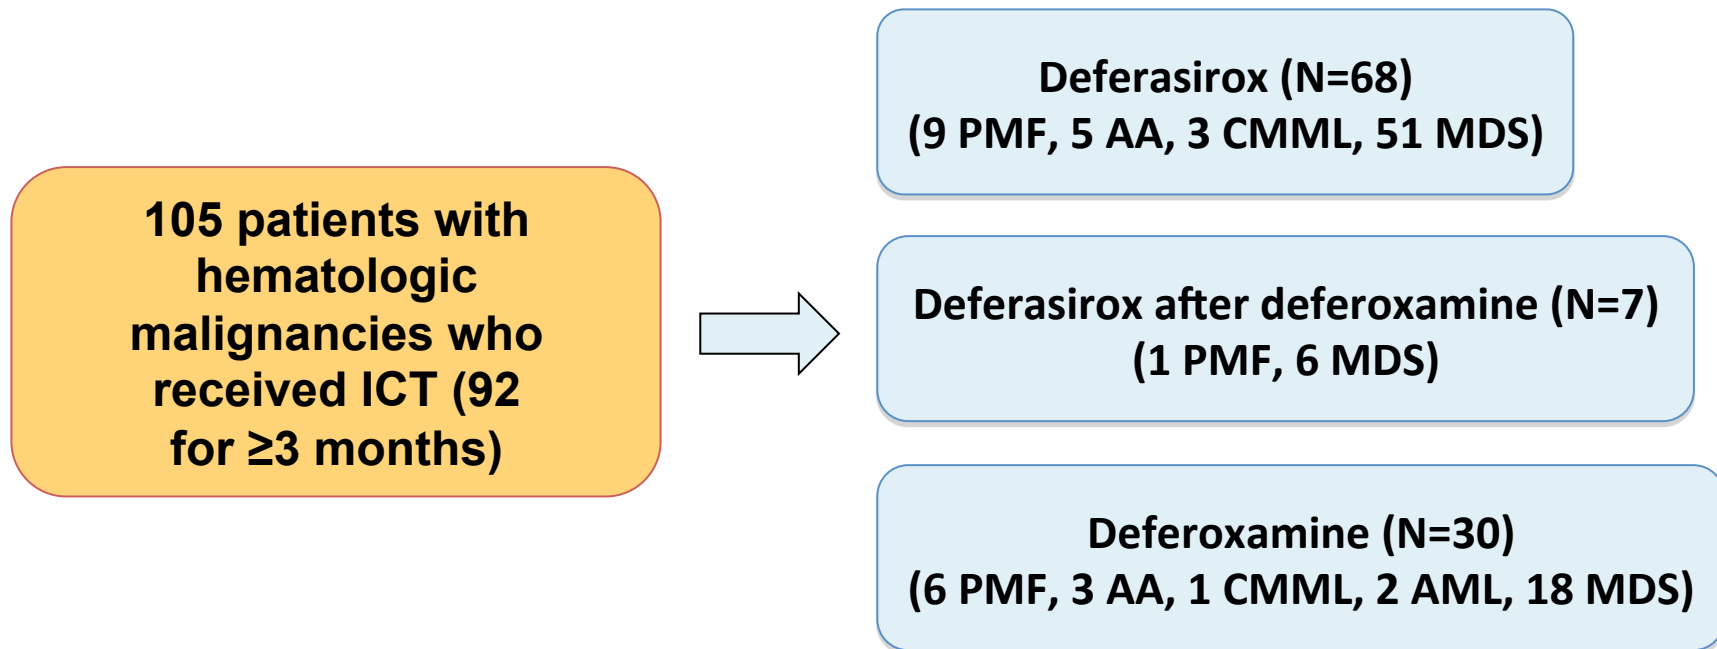 105 patients with
hematologic
malignancies who
received ICT (92
for ≥3 months)
Deferasirox (N=68)
(9 PMF, 5 AA, 3 CMML, 51 MDS)
Deferasirox after deferoxamine (N=7)
(1 PMF, 6 MDS)
Deferoxamine (N=30)
(6 PMF, 3 AA, 1 CMML, 2 AML, 18 MDS)